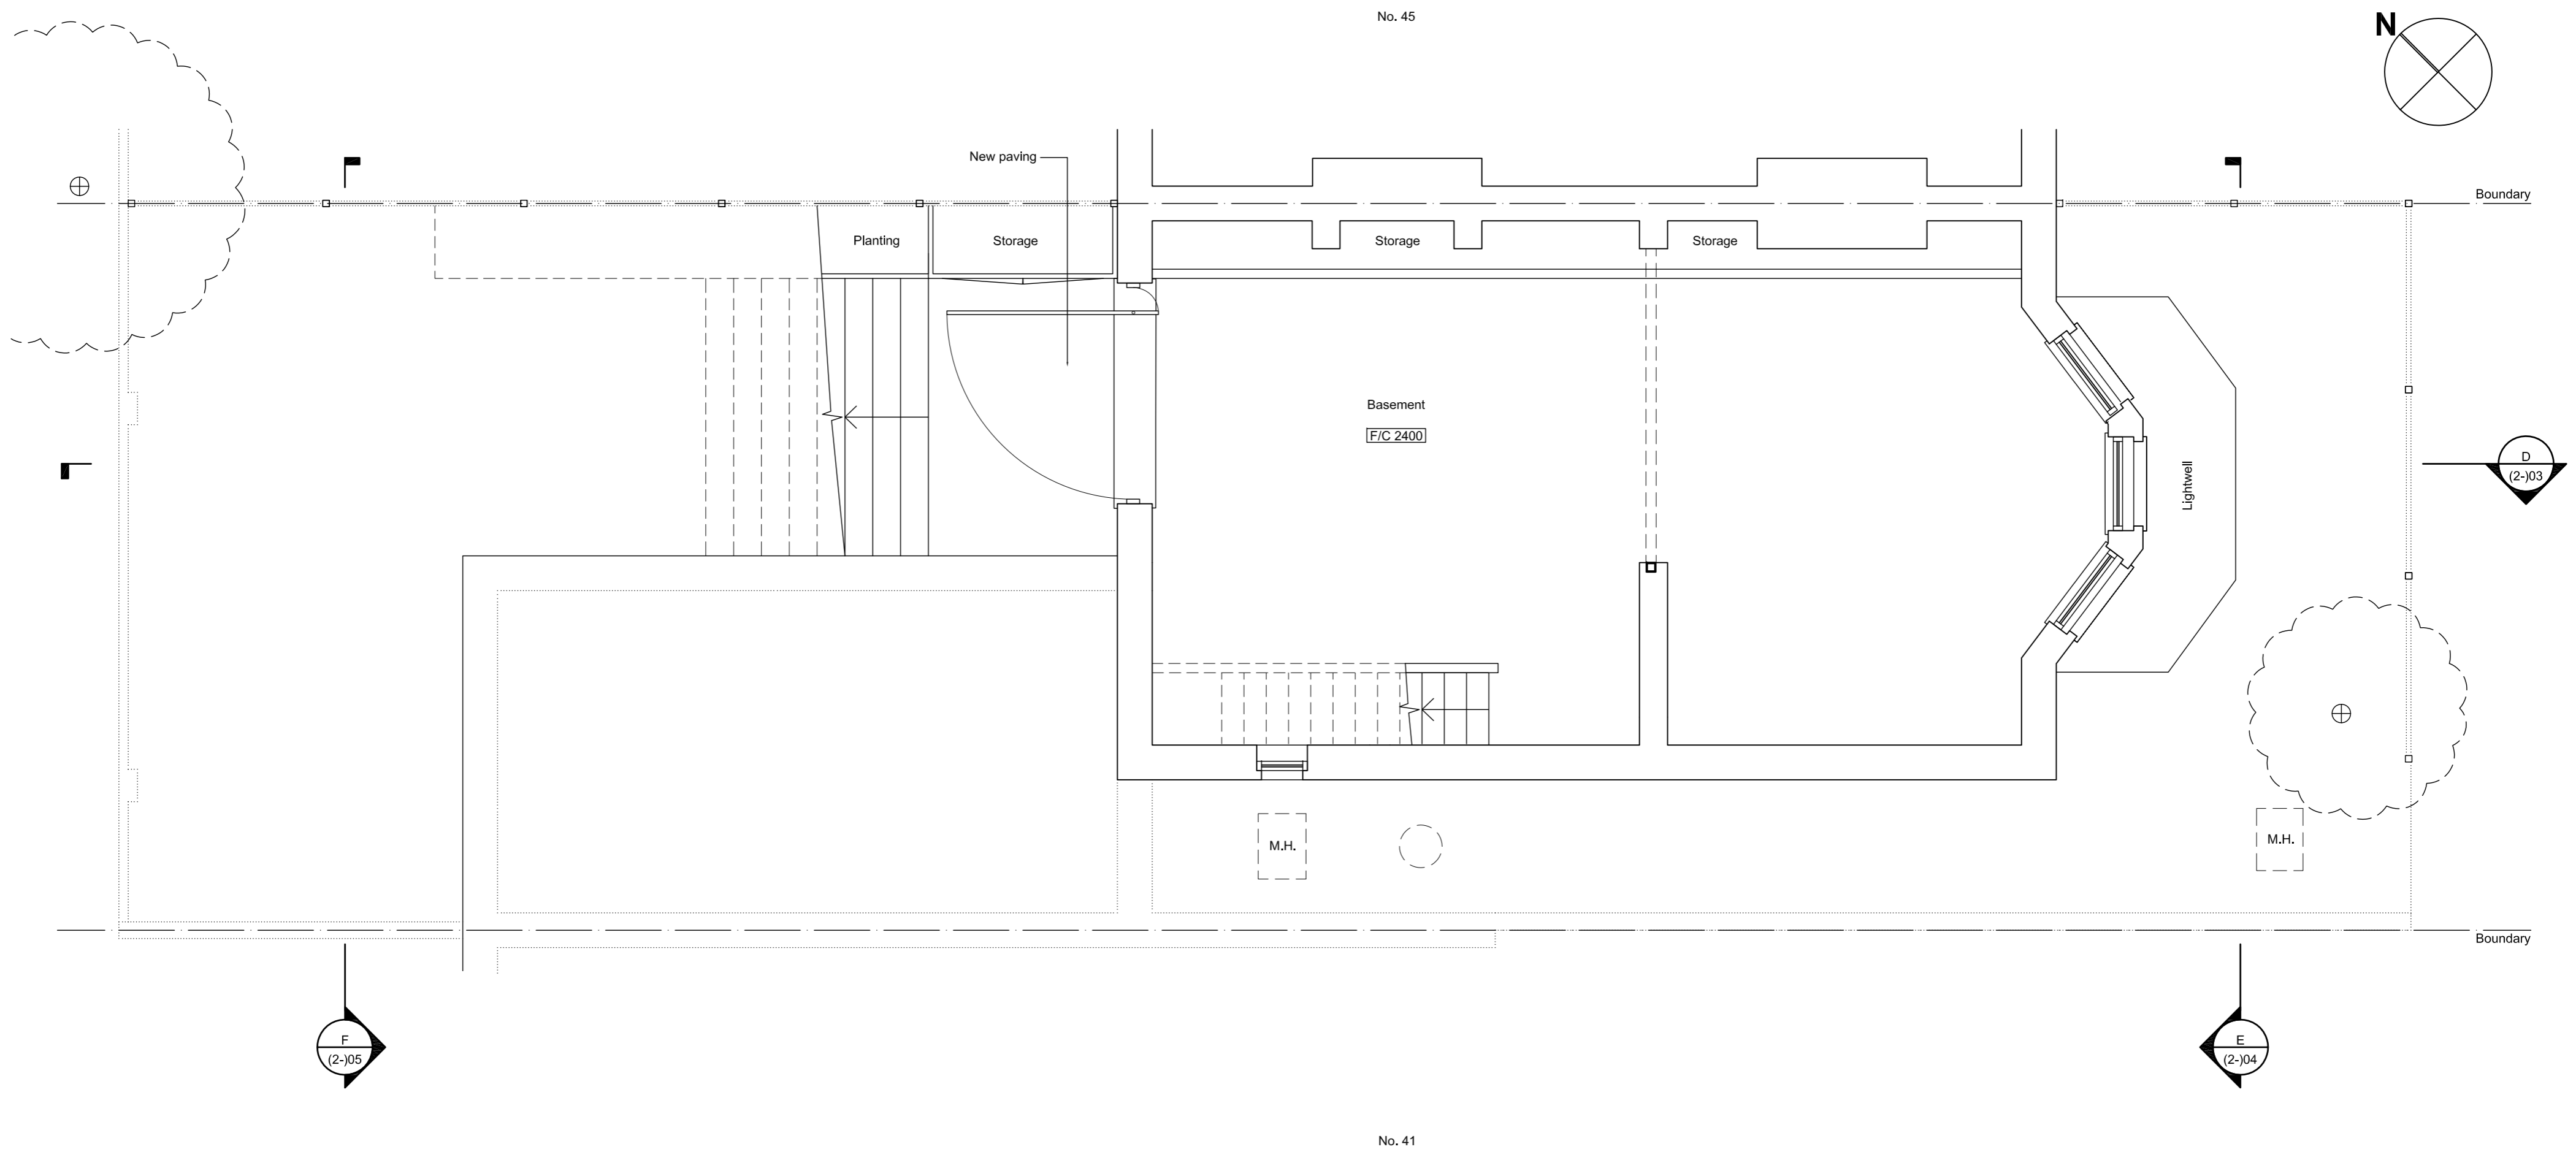 No. 45
N
New paving
Boundary
Planting
Storage
Storage
Storage
Basement
F/C 2400
Lightwell
D
(2-)03
M.H.
M.H.
Boundary
F
(2-)05
E
(2-)04
No. 41